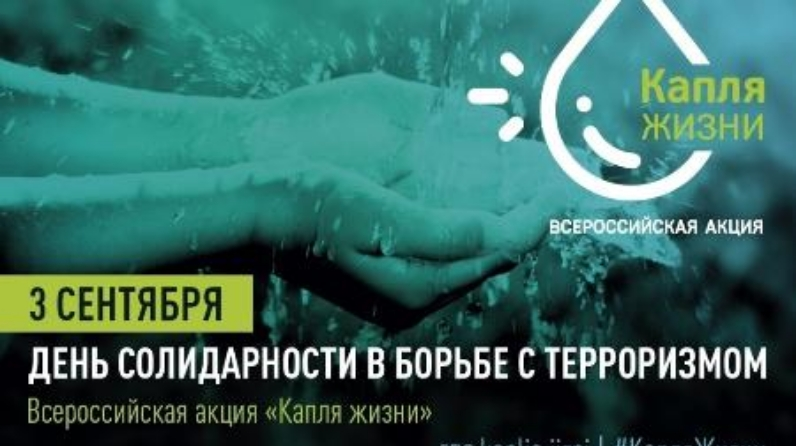 Капля
жизни
ВСЕРОССИЙСКАЯ АКЦИЯ
3 СЕНТЯБРЯ
ДЕНЬ СОЛИДАРНОСТИ В БОРЬБЕ С ТЕРРОРИЗМОМ
Всероссийская акция «Капля жизни»